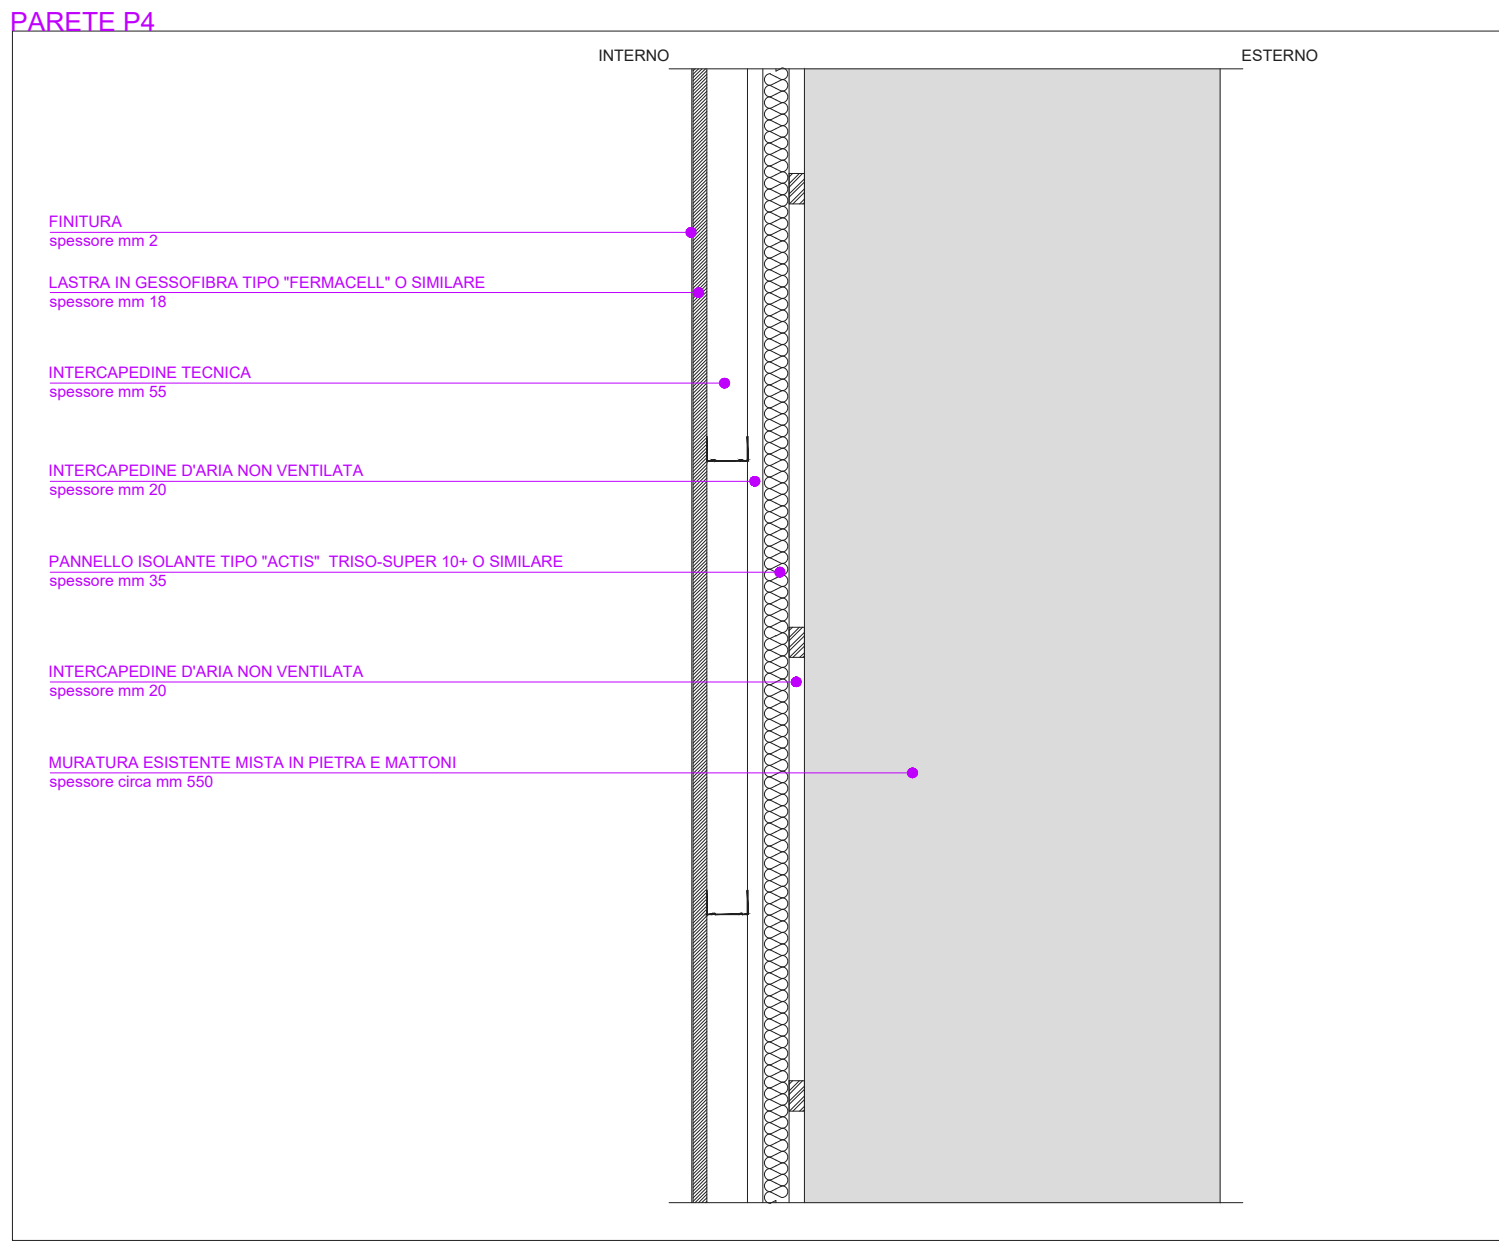 PARETE P4
INTERNO
ESTERNO
FINITURA
spessore mm 2
LASTRA IN GESSOFIBRA TIPO "FERMACELL" O SIMILARE
spessore mm 18
INTERCAPEDINE TECNICA
spessore mm 55
INTERCAPEDINE D'ARIA NON VENTILATA
spessore mm 20
PANNELLO ISOLANTE TIPO "ACTIS"  TRISO-SUPER 10+ O SIMILARE
spessore mm 35
INTERCAPEDINE D'ARIA NON VENTILATA
spessore mm 20
MURATURA ESISTENTE MISTA IN PIETRA E MATTONI
spessore circa mm 550